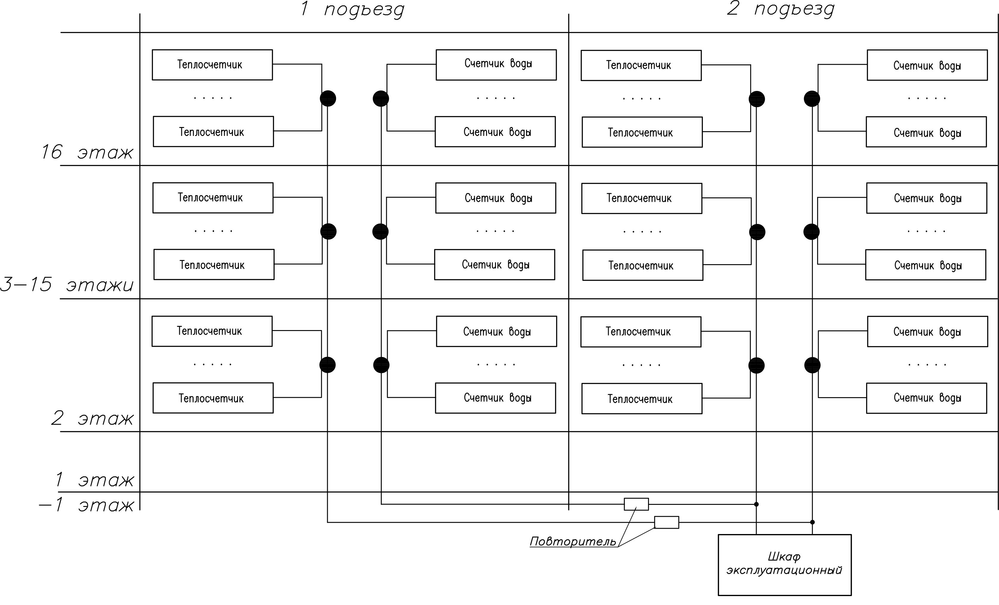 1 подъезд
2 подъезд
Теплосчетчик
Счетчик воды
Теплосчетчик
Счетчик воды
. . . . .
. . . . .
. . . . .
. . . . .
Теплосчетчик
Счетчик воды
Теплосчетчик
Счетчик воды
16 этаж
Теплосчетчик
Счетчик воды
Теплосчетчик
Счетчик воды
. . . . .
. . . . .
. . . . .
. . . . .
Теплосчетчик
Счетчик воды
Теплосчетчик
Счетчик воды
3-15 этажи
Теплосчетчик
Счетчик воды
Теплосчетчик
Счетчик воды
. . . . .
. . . . .
. . . . .
. . . . .
Теплосчетчик
Счетчик воды
Теплосчетчик
Счетчик воды
2 этаж
1 этаж
-1 этаж
Повторитель
Шкаф
эксплуатационный